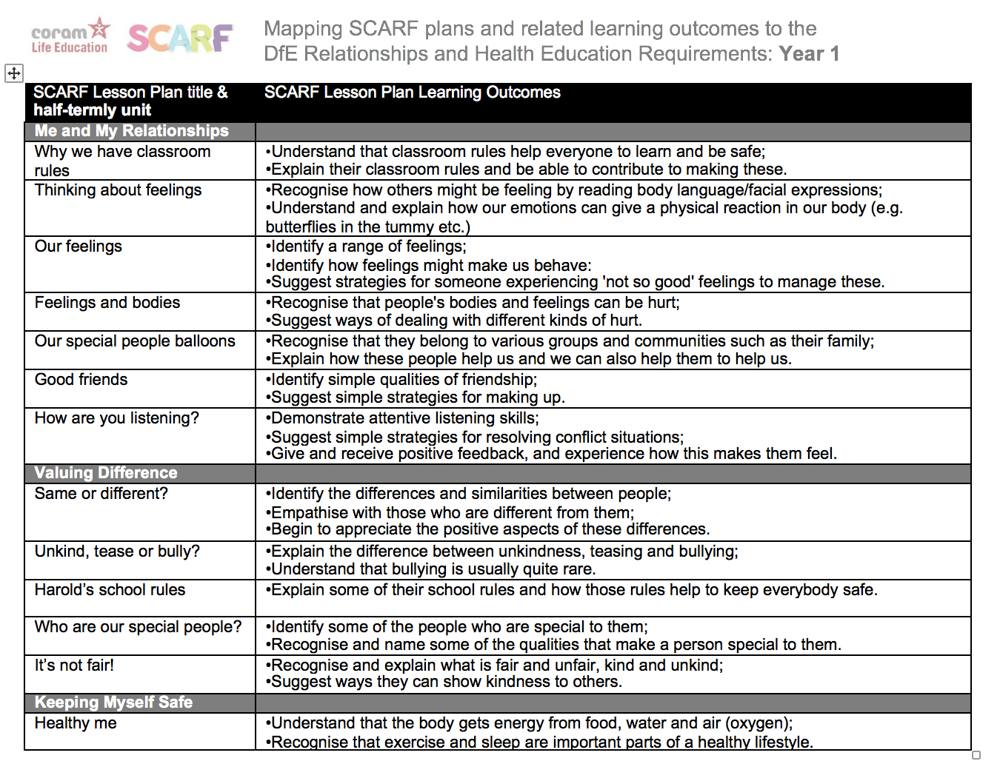 coram
Life Education
SCARF
Mapping SCARF plans and related learning outcomes to the
DfE Relationships and Health Education Requirements: Year 1
SCARF Lesson Plan title &
half-termly unit
SCARF Lesson Plan Learning Outcomes
Me and My Relationships
Why we have classroom
rules
•Understand that classroom rules help everyone to learn and be safe;
•Explain their classroom rules and be able to contribute to making these.
Thinking about feelings
•Recognise how others might be feeling by reading body language/facial expressions;
•Understand and explain how our emotions can give a physical reaction in our body (e.g.
butterflies in the tummy etc.)
Our feelings
•Identify a range of feelings;
•Identify how feelings might make us behave:
•Suggest strategies for someone experiencing 'not so good' feelings to manage these.
Feelings and bodies
•Recognise that people's bodies and feelings can be hurt;
•Suggest ways of dealing with different kinds of hurt.
Our special people balloons
•Recognise that they belong to various groups and communities such as their family;
•Explain how these people help us and we can also help them to help us.
Good friends
•Identify simple qualities of friendship;
•Suggest simple strategies for making up.
How are you listening?
•Demonstrate attentive listening skills;
•Suggest simple strategies for resolving conflict situations;
•Give and receive positive feedback, and experience how this makes them feel.
Valuing Difference
Same or different?
•Identify the differences and similarities between people;
•Empathise with those who are different from them;
•Begin to appreciate the positive aspects of these differences.
Unkind, tease or bully?
•Explain the difference between unkindness, teasing and bullying;
•Understand that bullying is usually quite rare.
Harold’s school rules
•Explain some of their school rules and how those rules help to keep everybody safe.
Who are our special people?
•Identify some of the people who are special to them;
•Recognise and name some of the qualities that make a person special to them.
It’s not fair!
•Recognise and explain what is fair and unfair, kind and unkind;
•Suggest ways they can show kindness to others.
Keeping Myself Safe
Healthy me
•Understand that the body gets energy from food, water and air (oxygen);
•Recognise that exercise and sleep are important parts of a healthy lifestyle.